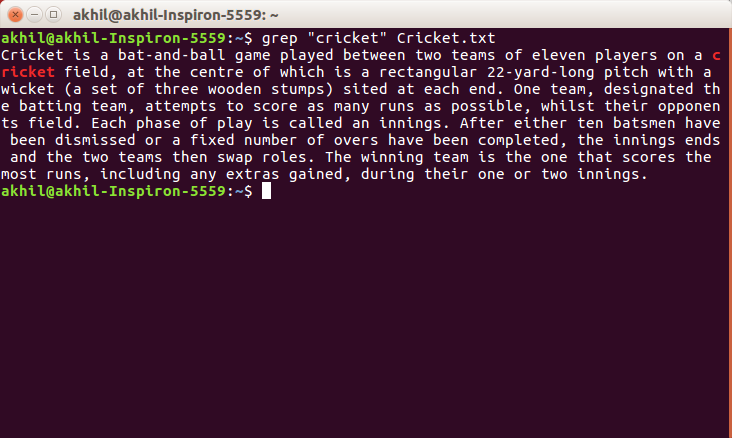 akhil@akhil-Inspiron-5559: ~
akhil@akhil-Inspiron-5559:~$ grep "cricket" Cricket.txt
Cricket is a bat-and-ball game played between two teams of eleven players on a c
ricket field, at the centre of which is a rectangular 22-yard-long pitch with a
wicket (a set of three wooden stumps) sited at each end. One team, designated th
e batting team, attempts to score as many runs as possible, whilst their opponen
ts field. Each phase of play is called an innings. After either ten batsmen have
 been dismissed or a fixed number of overs have been completed, the innings ends
 and the two teams then swap roles. The winning team is the one that scores the
most runs, including any extras gained, during their one or two innings.
akhil@akhil-Inspiron-5559:~$